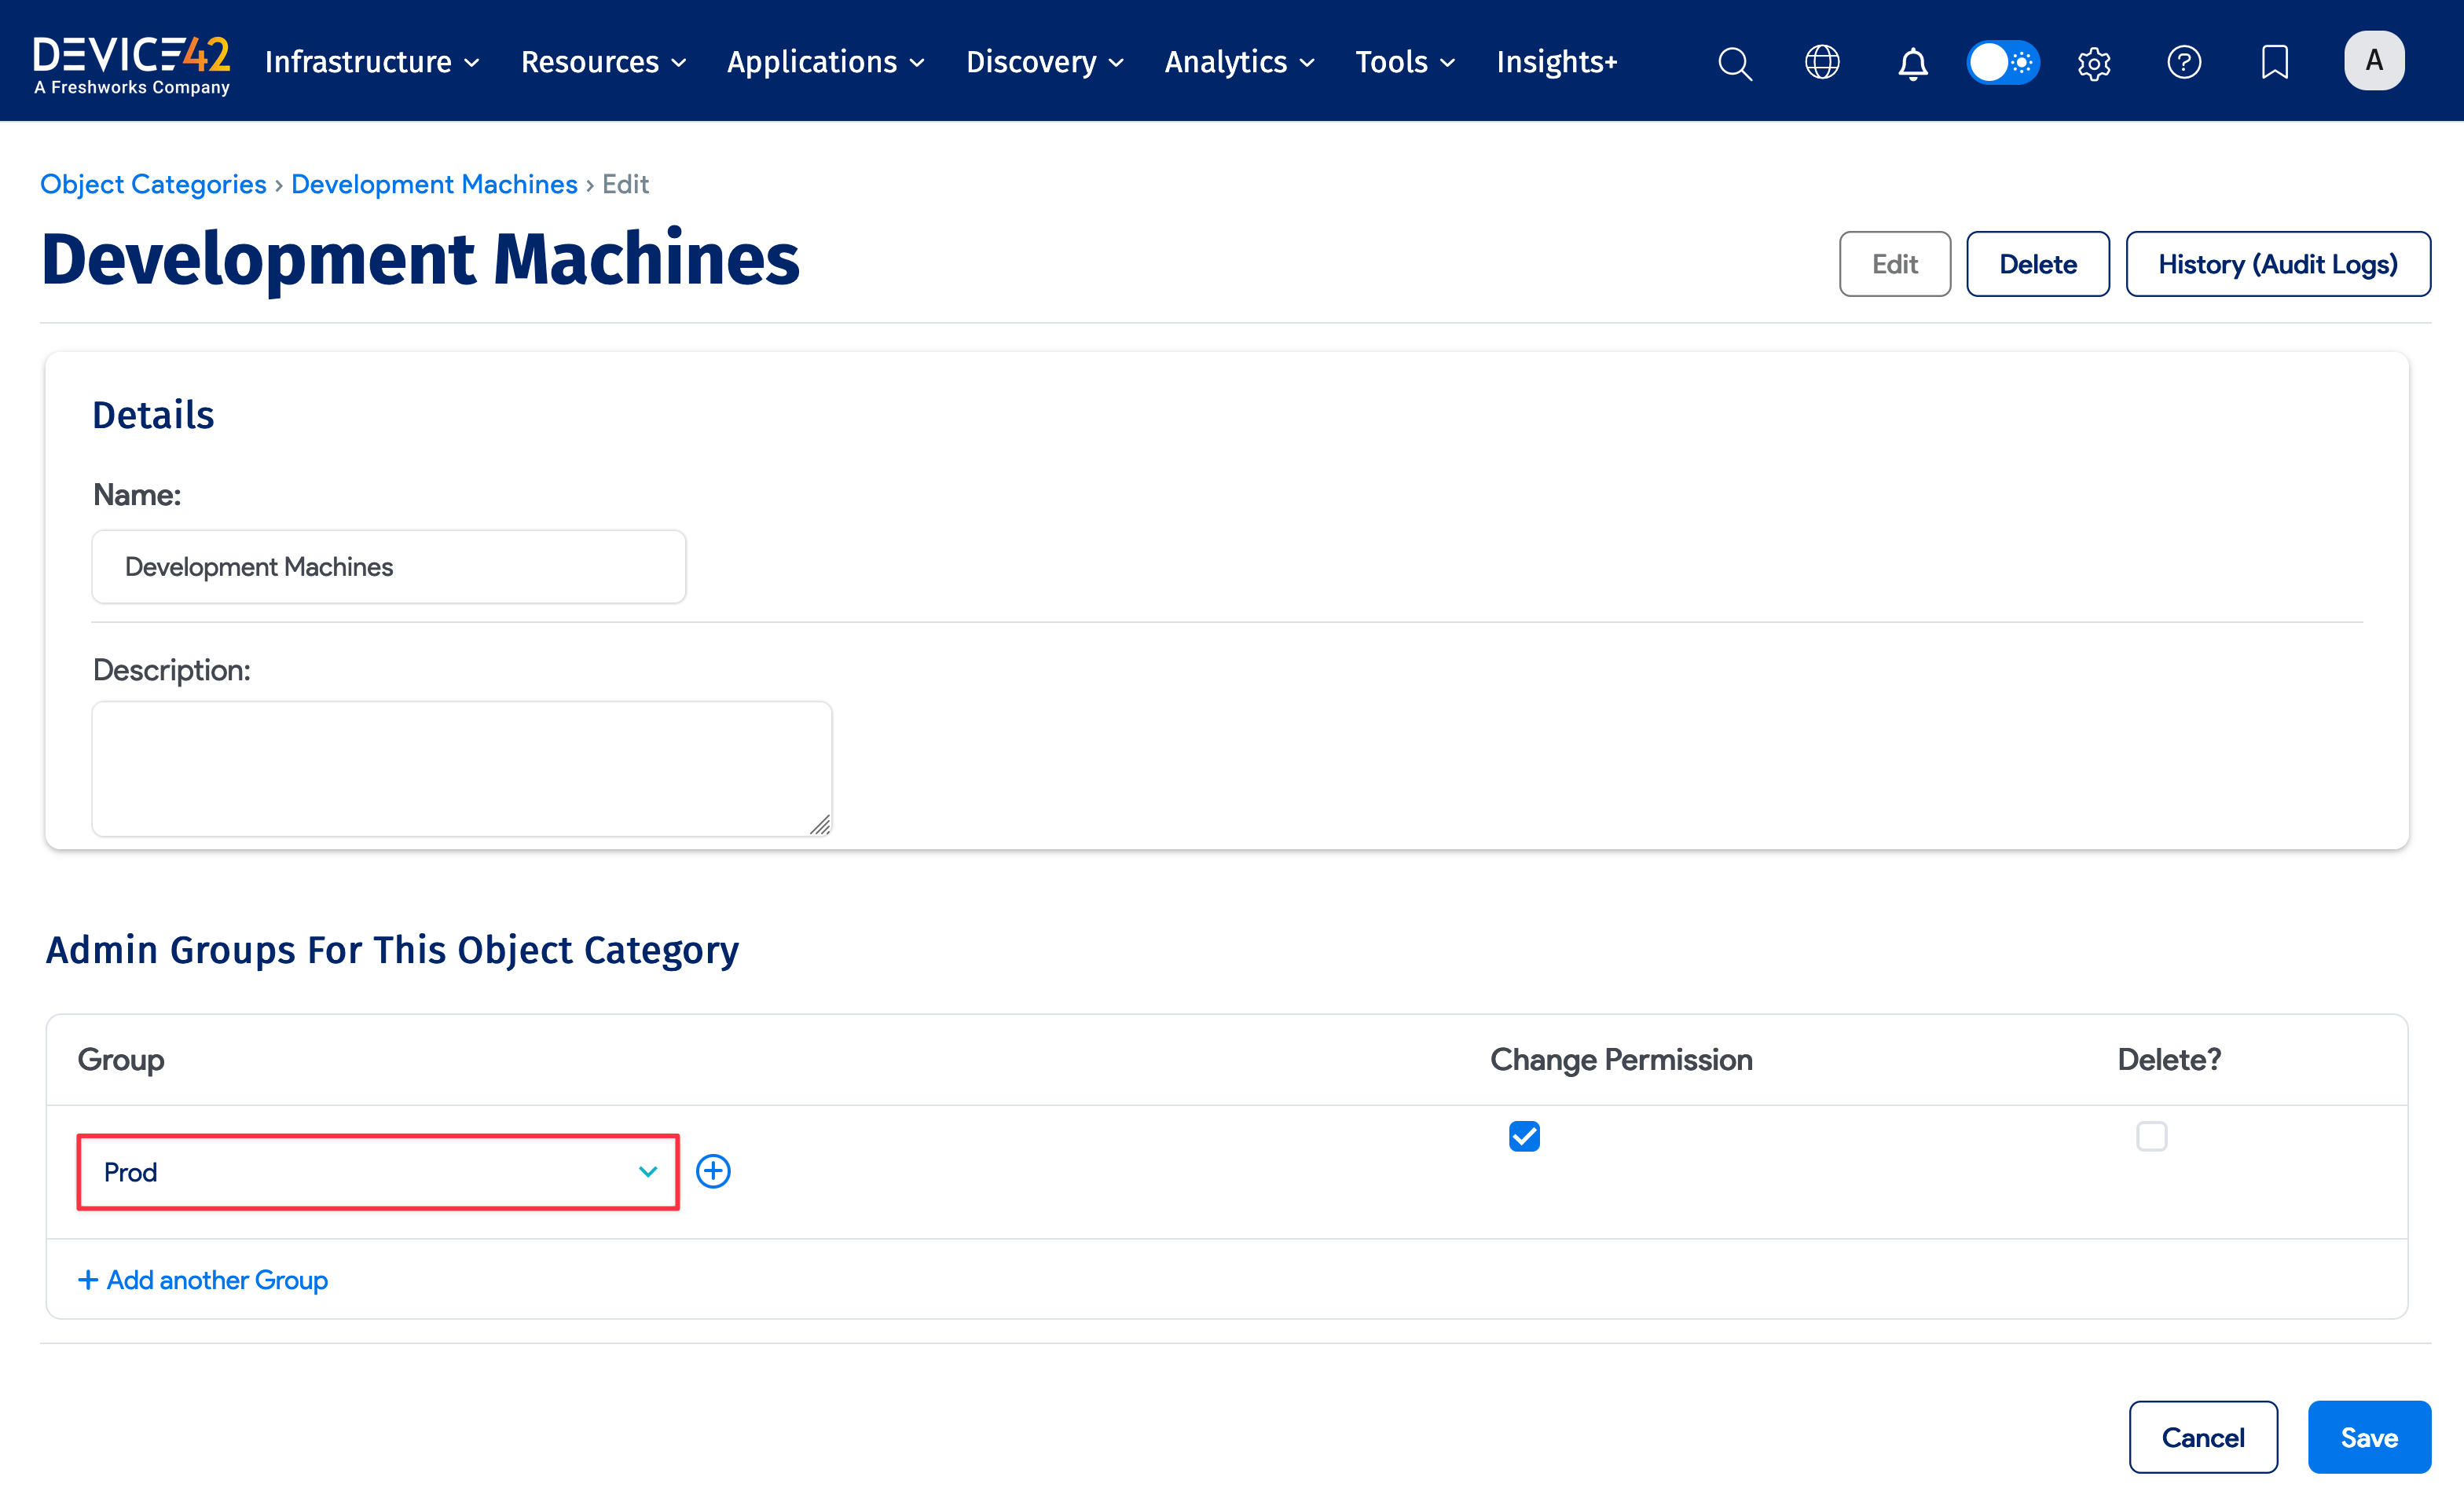 DEVICE42
A Freshworks Company
Infrastructure Resources Applications Discovery Analytics Tools Insights+
A
Object Categories › Development Machines › Edit
Development Machines
Edit Delete History (Audit Logs)
Details
Name:
Development Machines
Description:
Admin Groups For This Object Category
Group Change Permission Delete?
Prod
+ Add another Group
Cancel Save